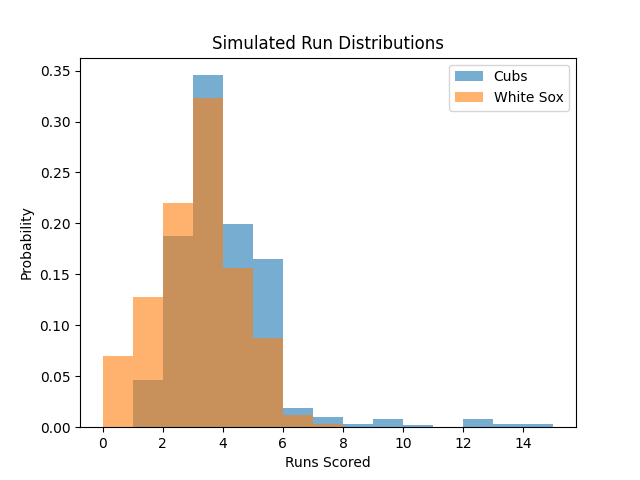 Simulated Run Distributions
Cubs
White Sox
0.35
0.30
0.25
0.20
0.15
0.10
0.05
0.00
Probability
0 2 4 6 8 10 12 14
Runs Scored